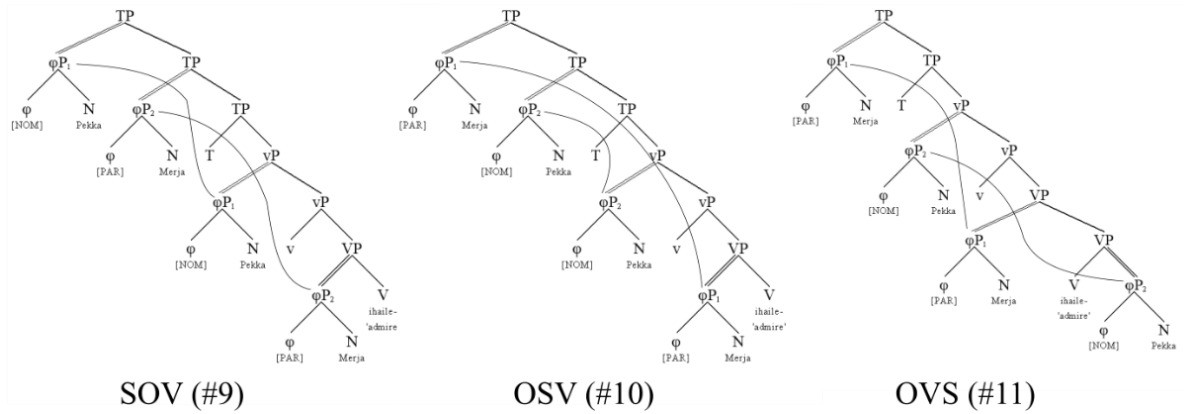 TP
φP₁ TP
φ N φP₂ TP
[NOM] Pekka
φ N T vP
[PAR] Merja
φP₁ vP
φ N v VP
[NOM] Pekka
φP₂ V
ihaile-
'admire
φ N
[PAR] Merja
SOV (#9)
TP
φP₁ TP
φ N φP₂ TP
[PAR] Merja
φ N T vP
[NOM] Pekka
φP₂ vP
φ N v VP
[NOM] Pekka
φP₁ V
ihaile-
'admire'
φ N
[PAR] Merja
OSV (#10)
TP
φP₁ TP
φ N T vP
[PAR] Merja
φP₂ vP
φ N v VP
[NOM] Pekka
φP₁ VP
φ N V φP₂
[PAR] Merja ihaile-
'admire'
φ N
[NOM] Pekka
OVS (#11)